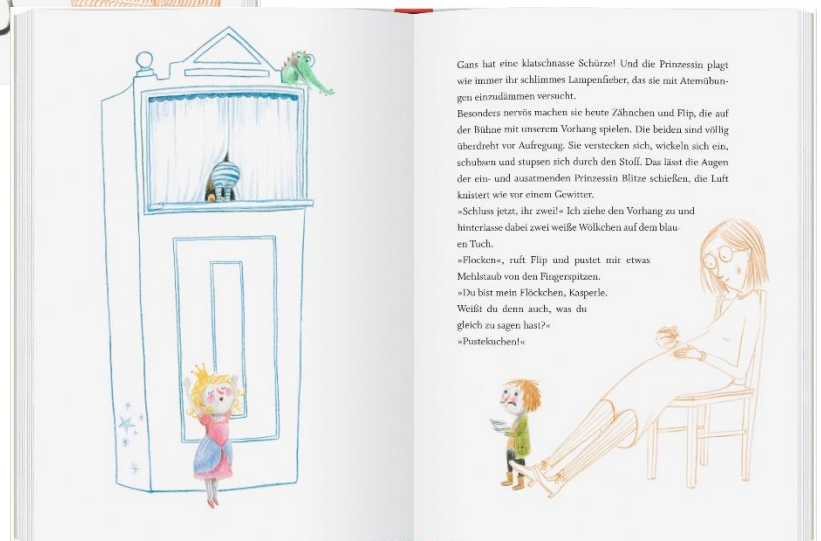 Gans hat eine klatschnasse Schürze! Und die Prinzessin plagt
wie immer ihr schlimmes Lampenfieber, das sie mit Atemübun-
gen einzudämmen versucht.
Besonders nervös machen sie heute Zähnchen und Flip, die auf
der Bühne mit unserem Vorhang spielen. Die beiden sind völlig
überdreht vor Aufregung. Sie verstecken sich, wickeln sich ein,
schubsen und stupsen sich durch den Stoff. Das lässt die Augen
der ein- und ausatmenden Prinzessin Blitze schießen, die Luft
knistert wie vor einem Gewitter.
»Schluss jetzt, ihr zwei!« Ich ziehe den Vorhang zu und
hinterlasse dabei zwei weiße Wölkchen auf dem blau-
en Tuch.
»Flocken«, ruft Flip und pustet mir etwas
Mehlstaub von den Fingerspitzen.
»Du bist mein Flöckchen, Kasperle.
Weißt du denn auch, was du
gleich zu sagen hast?«
»Pustekuchen!«